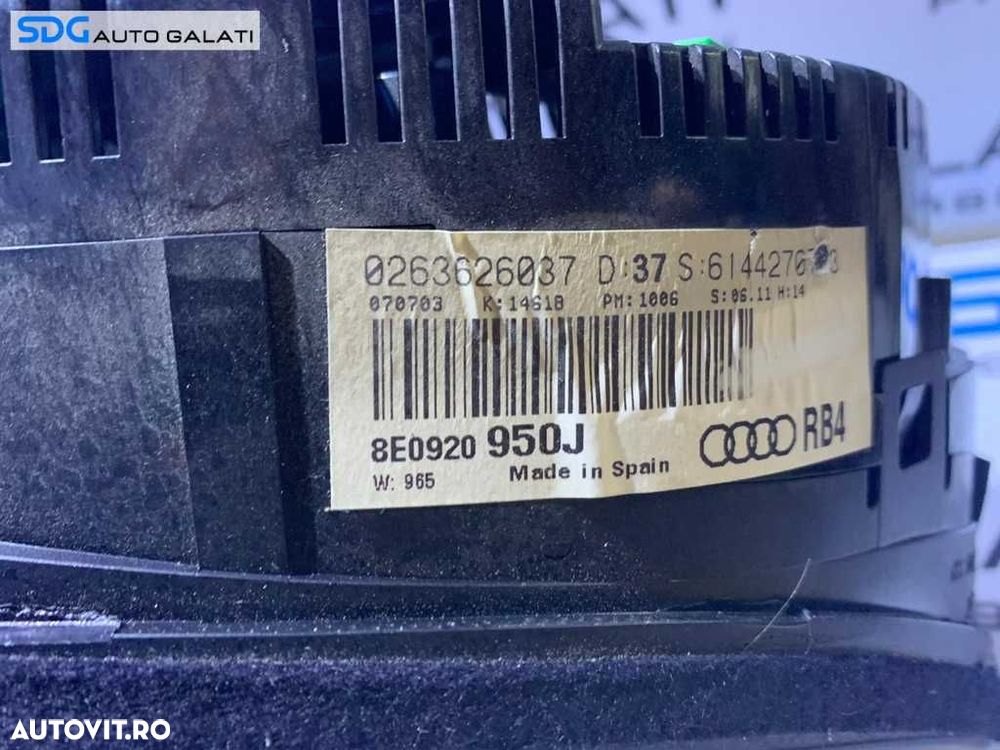 SDG AUTO GALATI
0263626037 D:37 S:6144270
070703 K:14618 PM:1006 S:06.11 H:14
8E0920 950J
RB4
W: 965
Made in Spain
AUTOVIT.RO